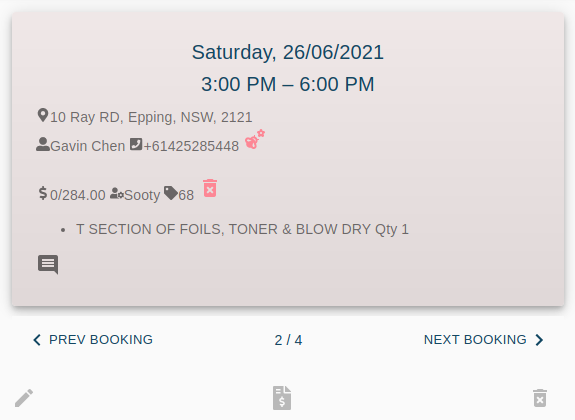 Saturday, 26/06/2021
3:00 PM – 6:00 PM
10 Ray RD, Epping, NSW, 2121
Gavin Chen +61425285448
0/284.00 Sooty 68
• T SECTION OF FOILS, TONER & BLOW DRY Qty 1
PREV BOOKING 2 / 4 NEXT BOOKING